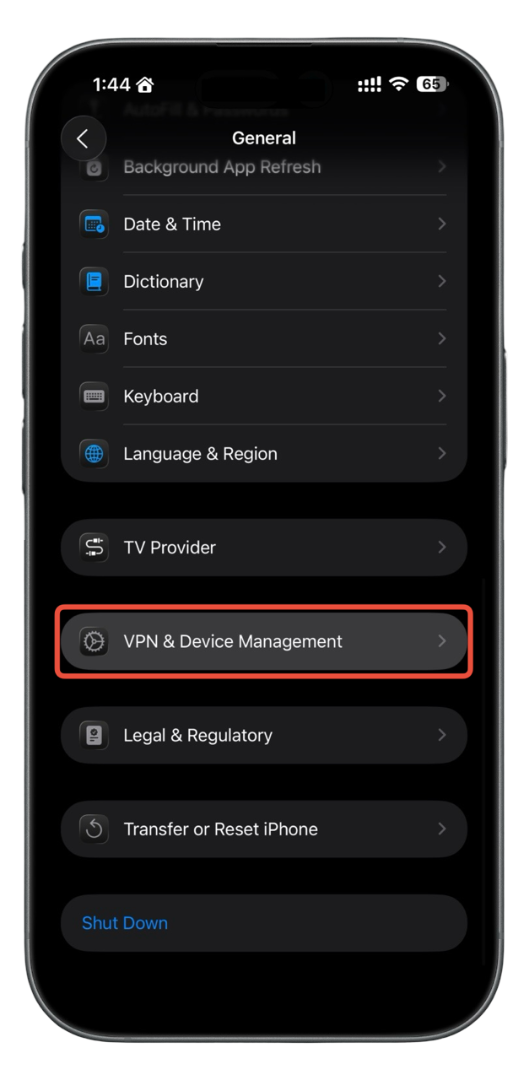 1:44
65
General
AutoFill & Passwords
Background App Refresh
Date & Time
Dictionary
Aa
Fonts
Keyboard
Language & Region
TV Provider
VPN & Device Management
Legal & Regulatory
Transfer or Reset iPhone
Shut Down